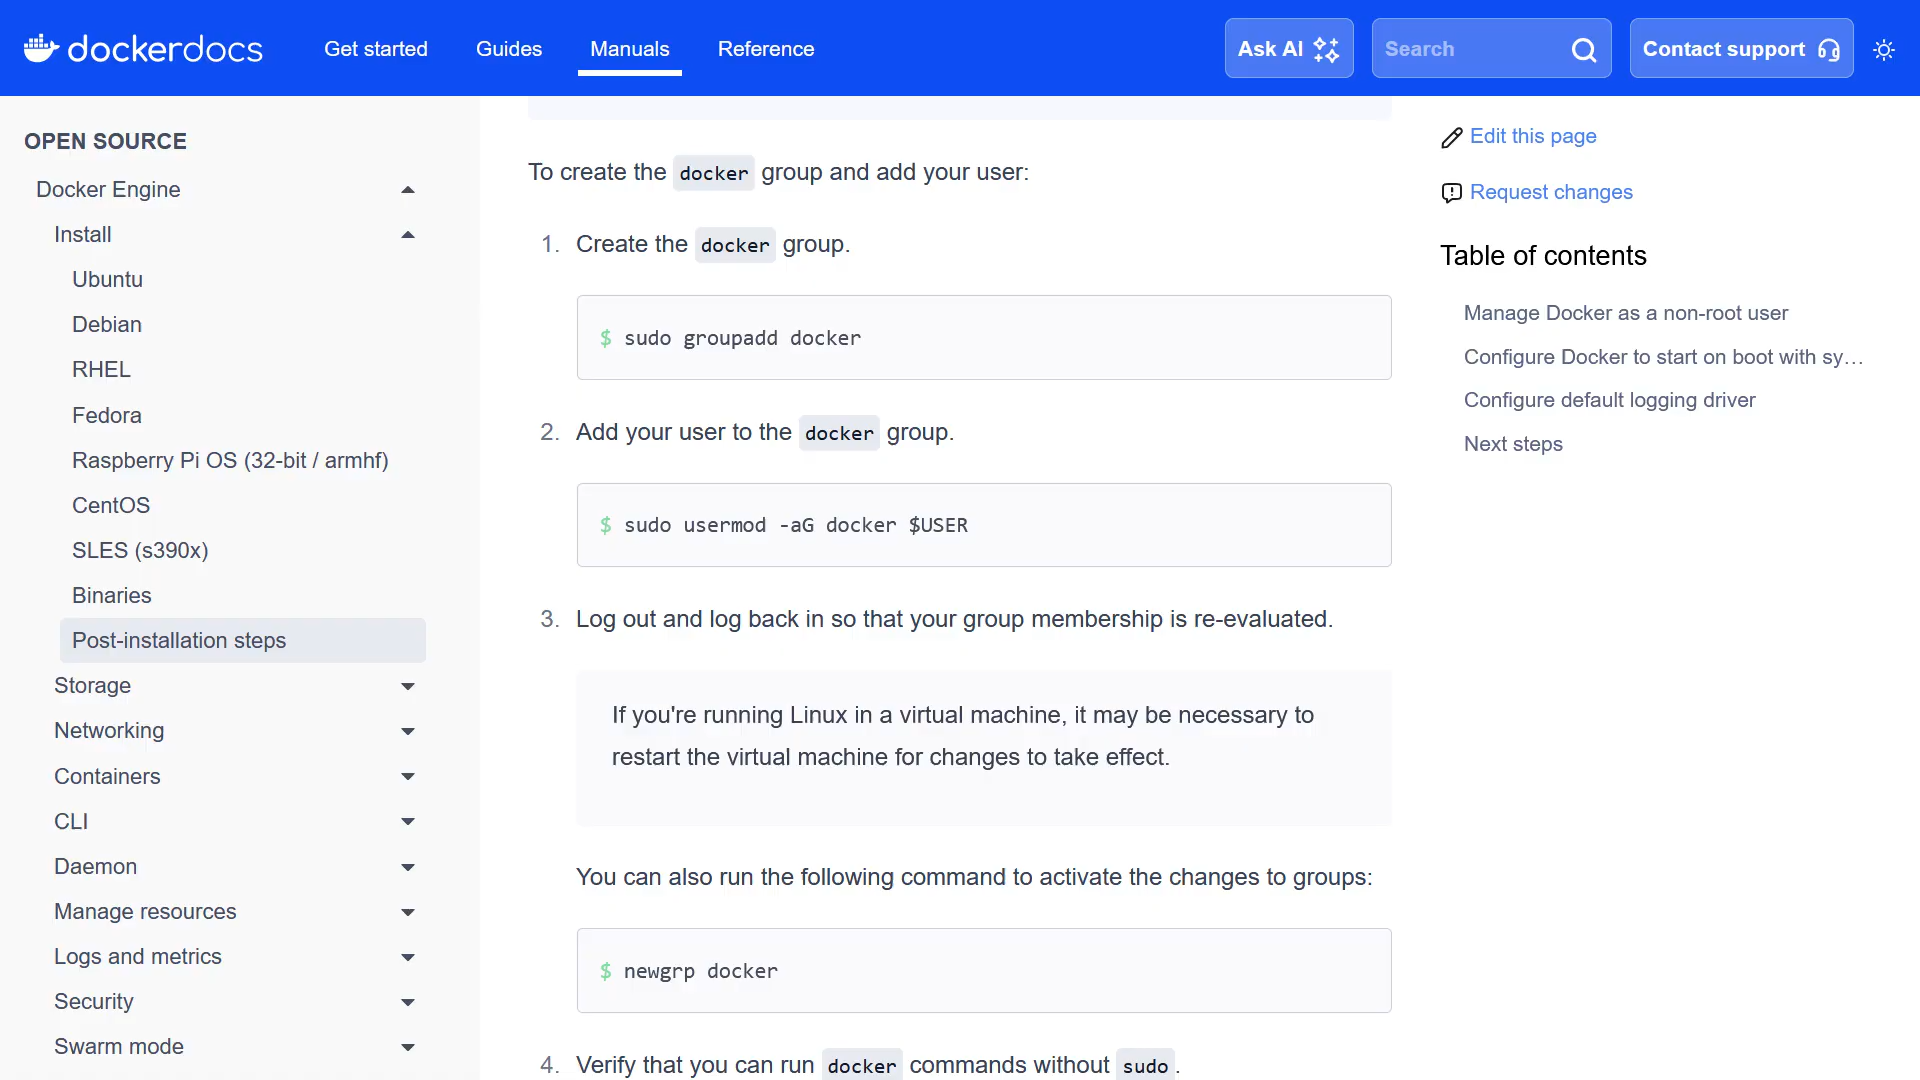 dockerdocs
Get started
Guides
Manuals
Reference
Ask AI
Search
Contact support
OPEN SOURCE
Docker Engine
Install
Ubuntu
Debian
RHEL
Fedora
Raspberry Pi OS (32-bit / armhf)
CentOS
SLES (s390x)
Binaries
Post-installation steps
Storage
Networking
Containers
CLI
Daemon
Manage resources
Logs and metrics
Security
Swarm mode
To create the docker group and add your user:
1. Create the docker group.
$ sudo groupadd docker
2. Add your user to the docker group.
$ sudo usermod -aG docker $USER
3. Log out and log back in so that your group membership is re-evaluated.
If you're running Linux in a virtual machine, it may be necessary to
restart the virtual machine for changes to take effect.
You can also run the following command to activate the changes to groups:
$ newgrp docker
4. Verify that you can run docker commands without sudo.
Edit this page
Request changes
Table of contents
Manage Docker as a non-root user
Configure Docker to start on boot with sy…
Configure default logging driver
Next steps